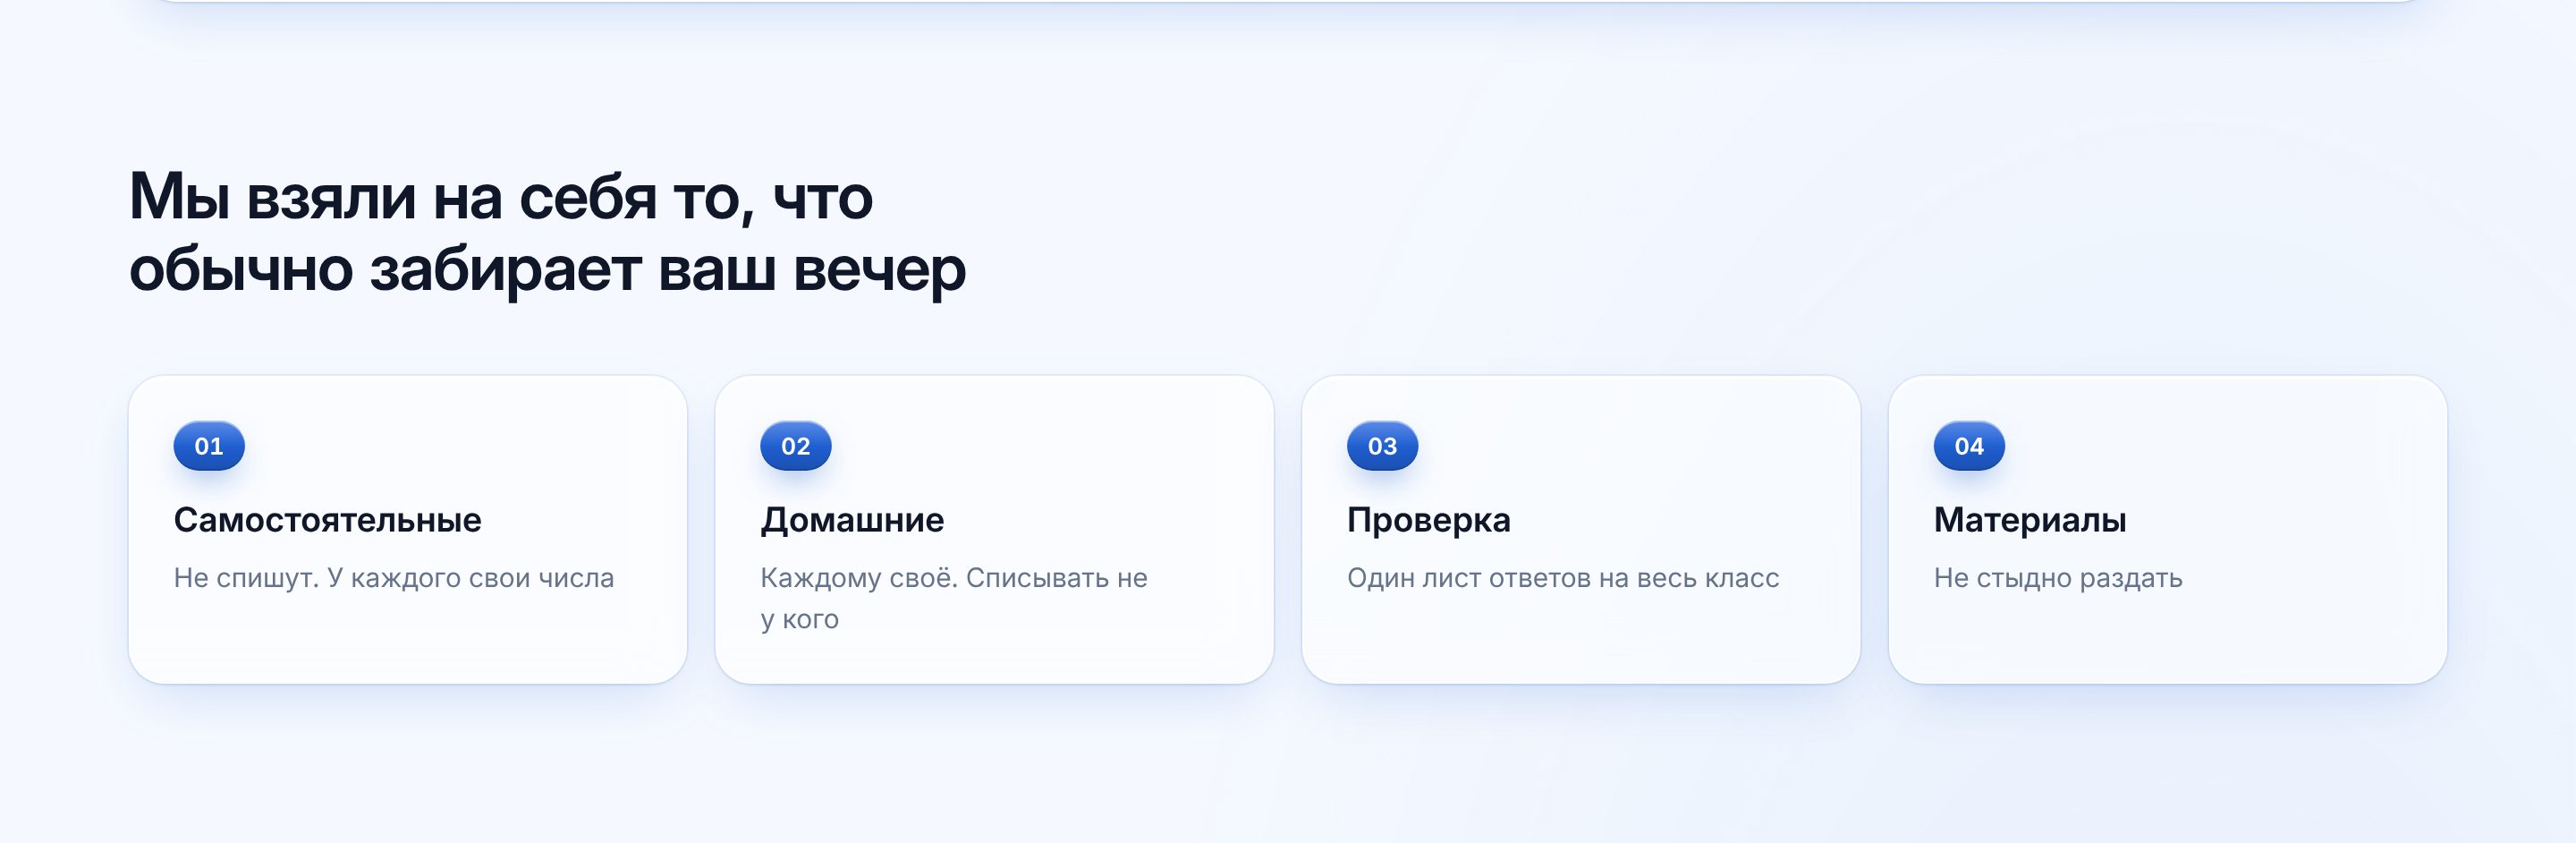 Мы взяли на себя то, что
обычно забирает ваш вечер
01
Самостоятельные
Не спишут. У каждого свои числа
02
Домашние
Каждому своё. Списывать не
у кого
03
Проверка
Один лист ответов на весь класс
04
Материалы
Не стыдно раздать